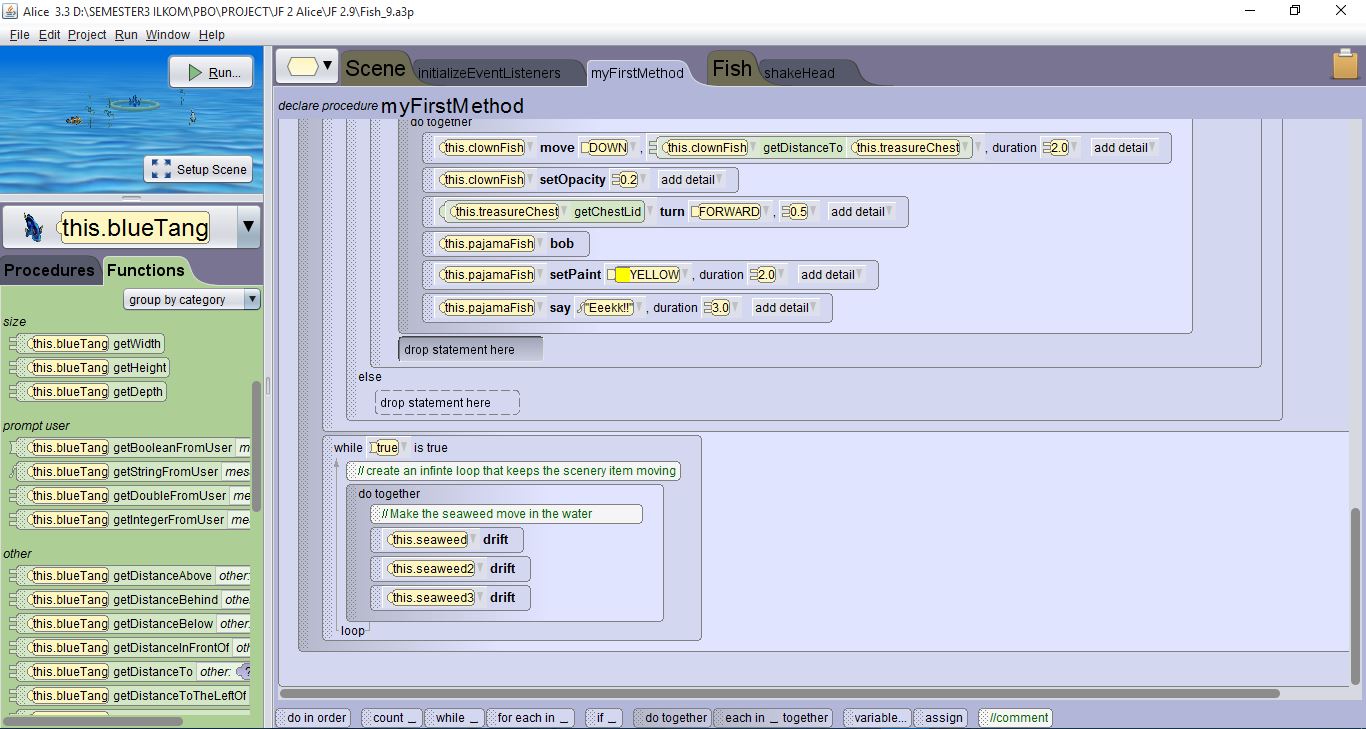 Alice 3.3 D:\SEMESTER3 ILKOM\PBO\PROJECT\JF 2 Alice\JF 2.9\Fish_9.a3p
File Edit Project Run Window Help
Run...
Setup Scene
this.blueTang
Procedures Functions
group by category
size
this.blueTang getWidth
this.blueTang getHeight
this.blueTang getDepth
prompt user
this.blueTang getBooleanFromUser m
this.blueTang getStringFromUser mes
this.blueTang getDoubleFromUser me
this.blueTang getIntegerFromUser me
other
this.blueTang getDistanceAbove other:
this.blueTang getDistanceBehind othe
this.blueTang getDistanceBelow other:
this.blueTang getDistanceInFrontOf oth
this.blueTang getDistanceTo other: ?
this.blueTang getDistanceToTheLeftOf
Scene initializeEventListeners myFirstMethod Fish shakeHead
declare procedure myFirstMethod
do together
this.clownFish move DOWN , this.clownFish getDistanceTo this.treasureChest , duration 2.0 add detail
this.clownFish setOpacity 0.2 add detail
this.treasureChest getChestLid turn FORWARD , 0.5 add detail
this.pajamaFish bob
this.pajamaFish setPaint YELLOW , duration 2.0 add detail
this.pajamaFish say "Eeekk!!" , duration 3.0 add detail
drop statement here
else
drop statement here
while true is true
// create an infinte loop that keeps the scenery item moving
do together
// Make the seaweed move in the water
this.seaweed drift
this.seaweed2 drift
this.seaweed3 drift
loop
do in order count _ while _ for each in _ if _ do together each in _ together variable... assign //comment